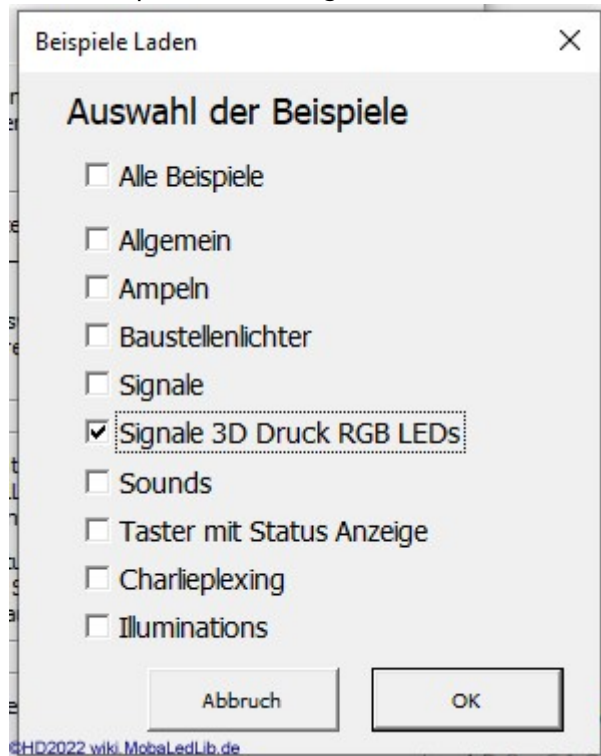 Beispiele Laden
Auswahl der Beispiele
Alle Beispiele
Allgemein
Ampeln
Baustellenlichter
Signale
Signale 3D Druck RGB LEDs
Sounds
Taster mit Status Anzeige
Charlieplexing
Illuminations
Abbruch
OK
©HD2022 wiki.MobaLedLib.de